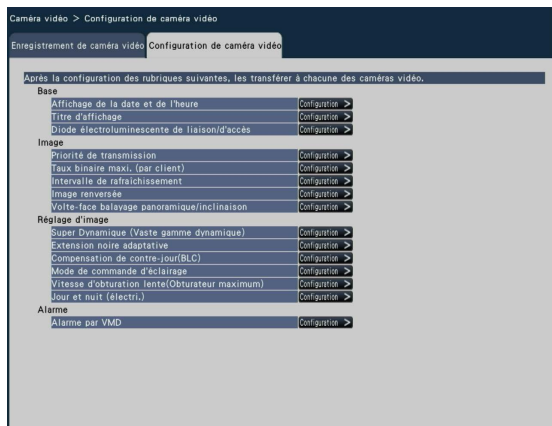 Caméra vidéo > Configuration de caméra vidéo
Enregistrement de caméra vidéo Configuration de caméra vidéo
Après la configuration des rubriques suivantes, les transférer à chacune des caméras vidéo.
Base
Affichage de la date et de l'heure Configuration >
Titre d'affichage Configuration >
Diode électroluminescente de liaison/d'accès Configuration >
Image
Priorité de transmission Configuration >
Taux binaire maxi. (par client) Configuration >
Intervalle de rafraîchissement Configuration >
Image renversée Configuration >
Volte-face balayage panoramique/inclinaison Configuration >
Réglage d'image
Super Dynamique (Vaste gamme dynamique) Configuration >
Extension noire adaptative Configuration >
Compensation de contre-jour(BLC) Configuration >
Mode de commande d'éclairage Configuration >
Vitesse d'obturation lente(Obturateur maximum) Configuration >
Jour et nuit (électri.) Configuration >
Alarme
Alarme par VMD Configuration >